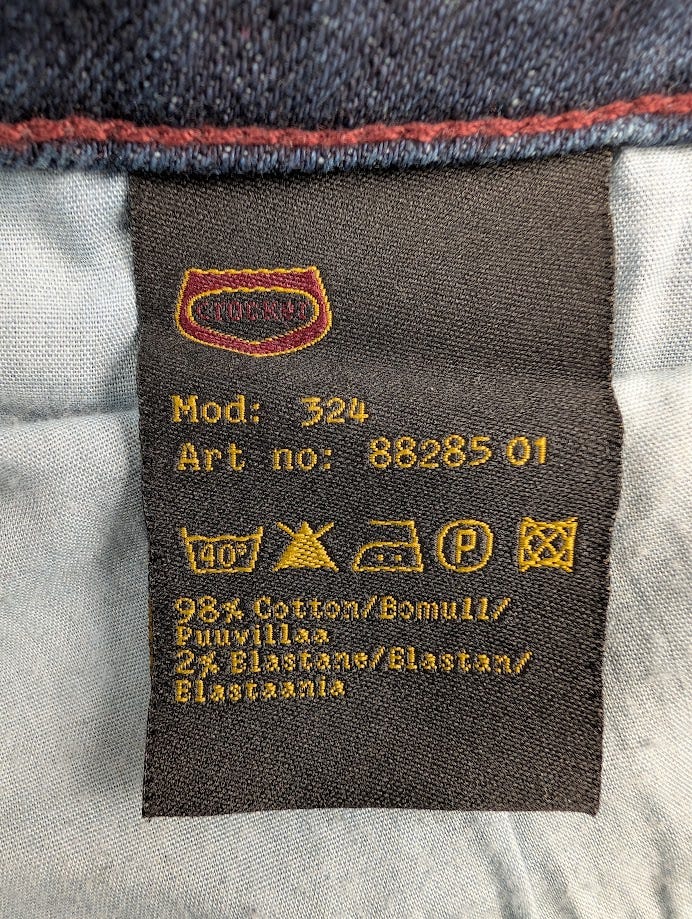 Mod: 324
Art no: 88285 01
40°
P
98% Cotton/Bomull/
Puuvillaa
2% Elastane/Elastan/
Elastaania